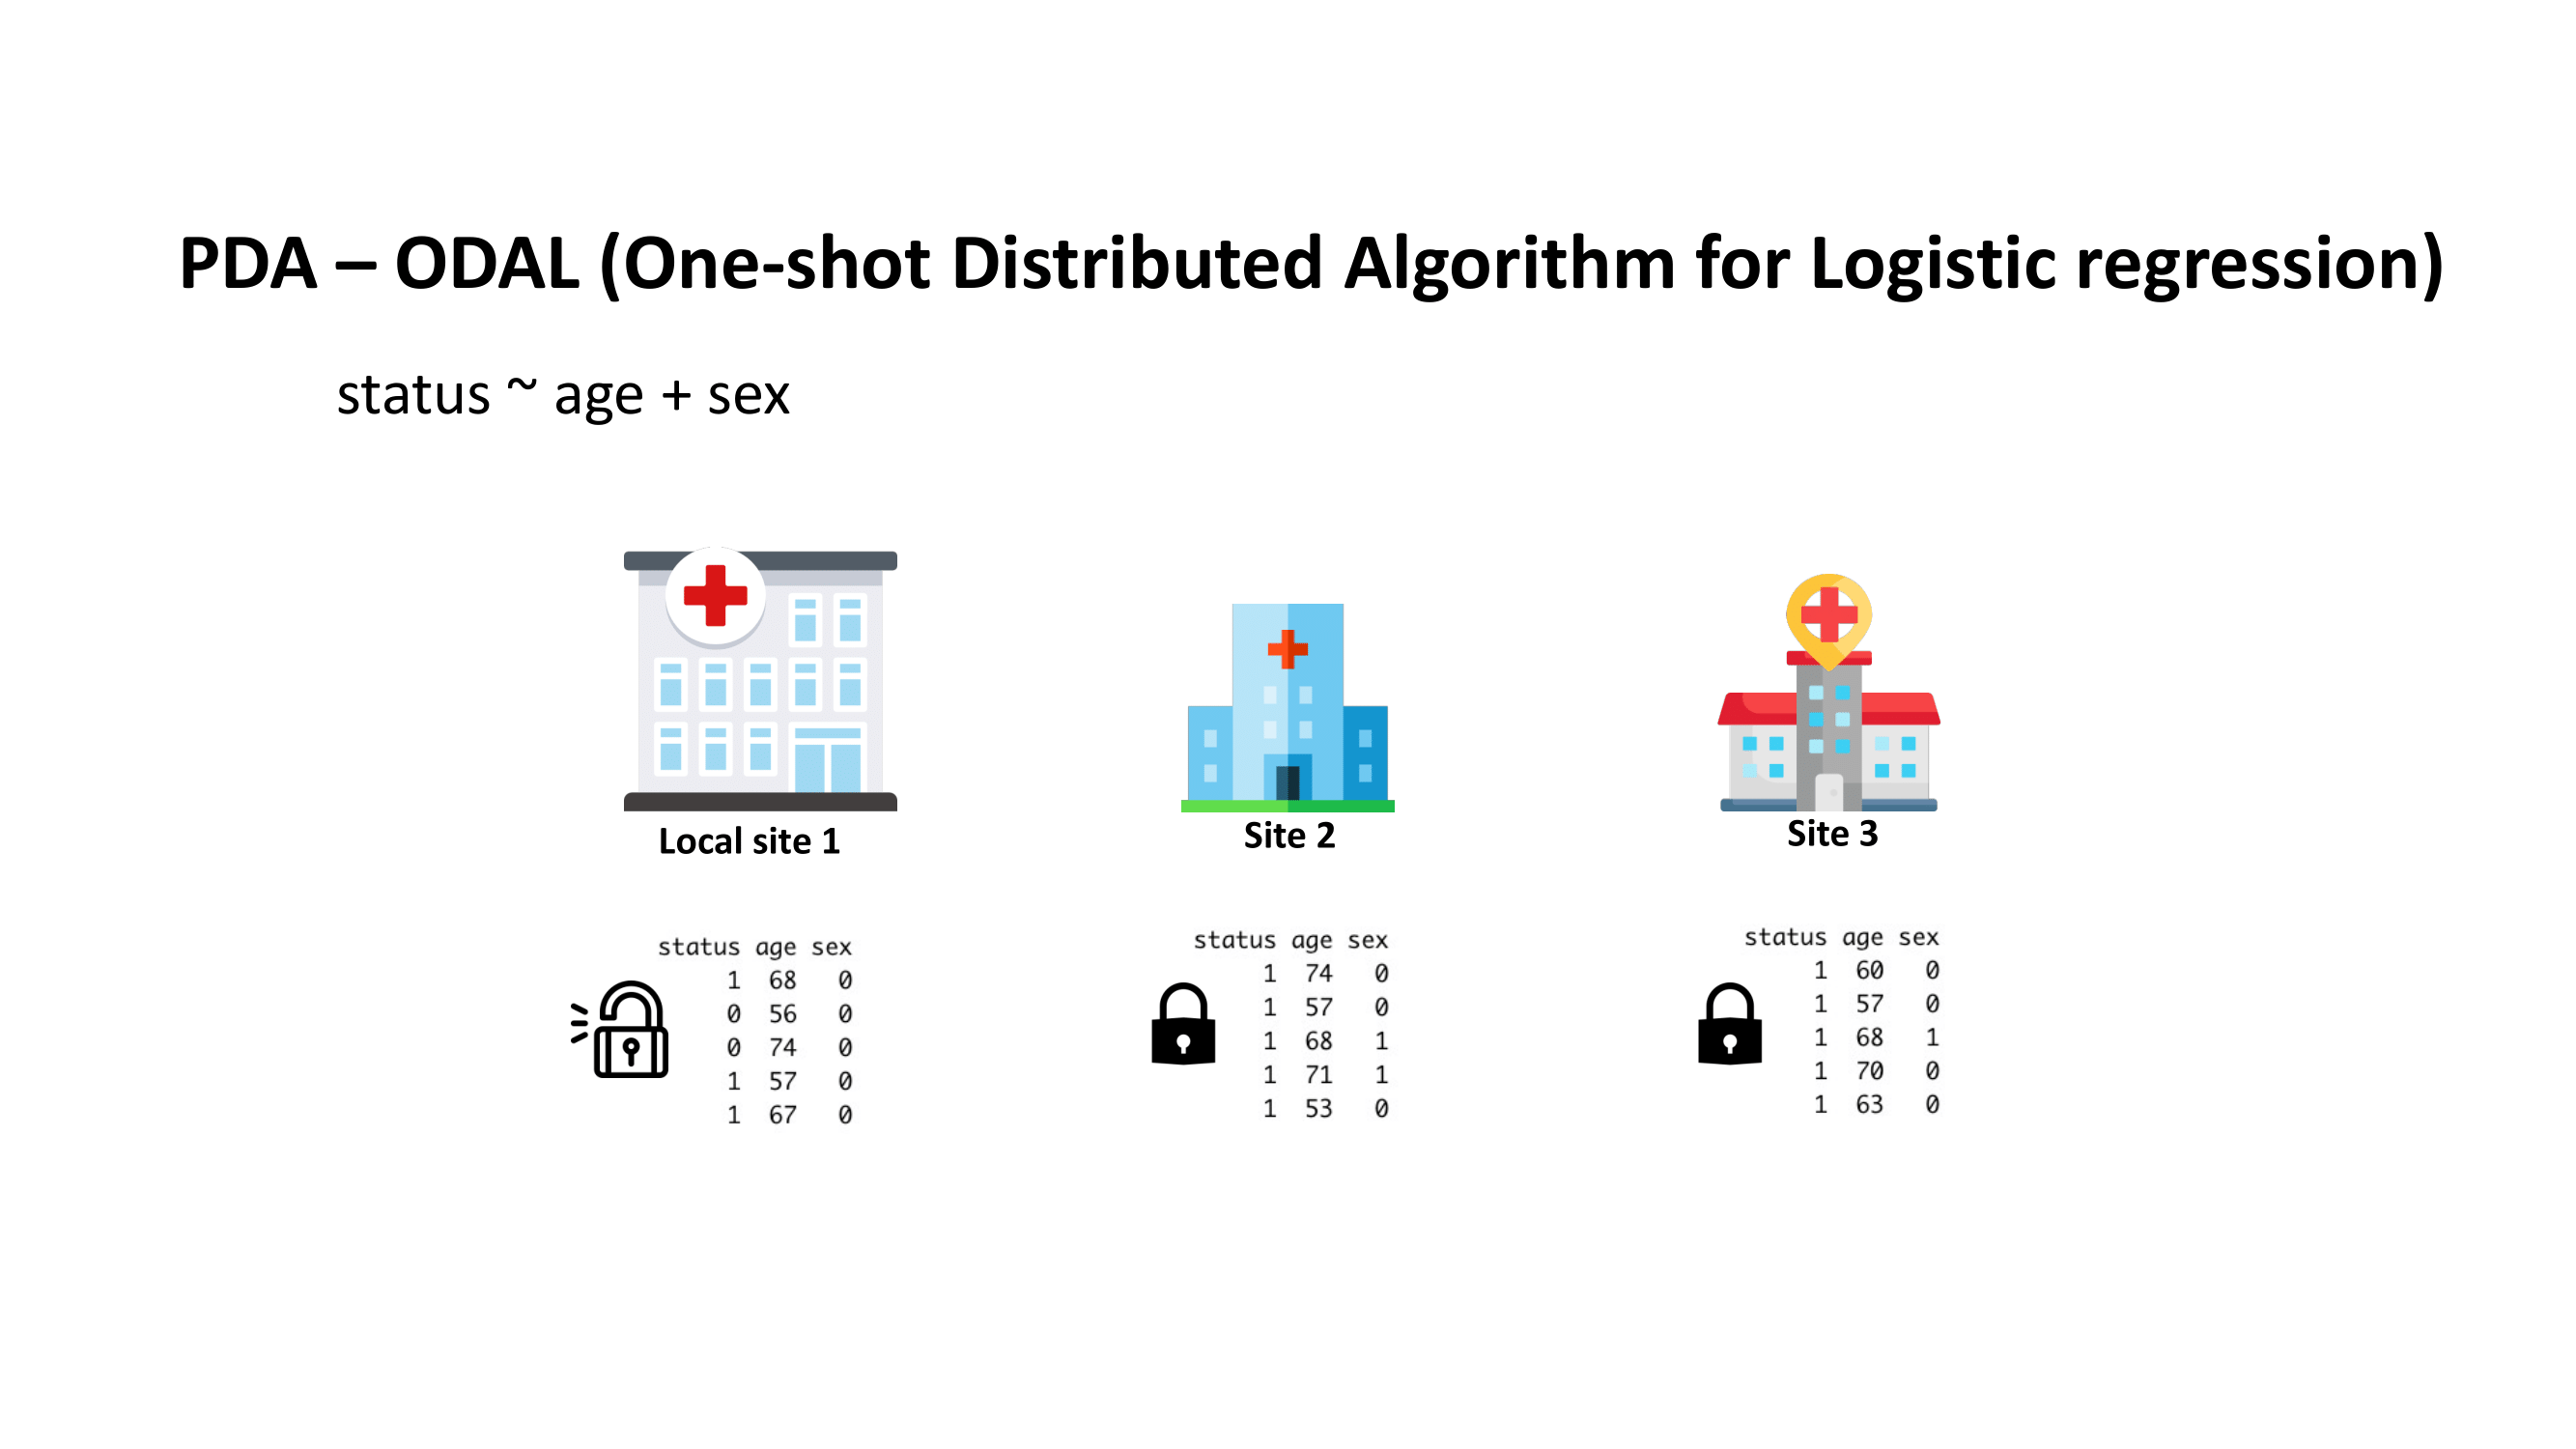 PDA – ODAL (One-shot Distributed Algorithm for Logistic regression)
status ~ age + sex
Local site 1
Site 2
Site 3
status age sex
1 68 0
0 56 0
0 74 0
1 57 0
1 67 0
status age sex
1 74 0
1 57 0
1 68 1
1 71 1
1 53 0
status age sex
1 60 0
1 57 0
1 68 1
1 70 0
1 63 0